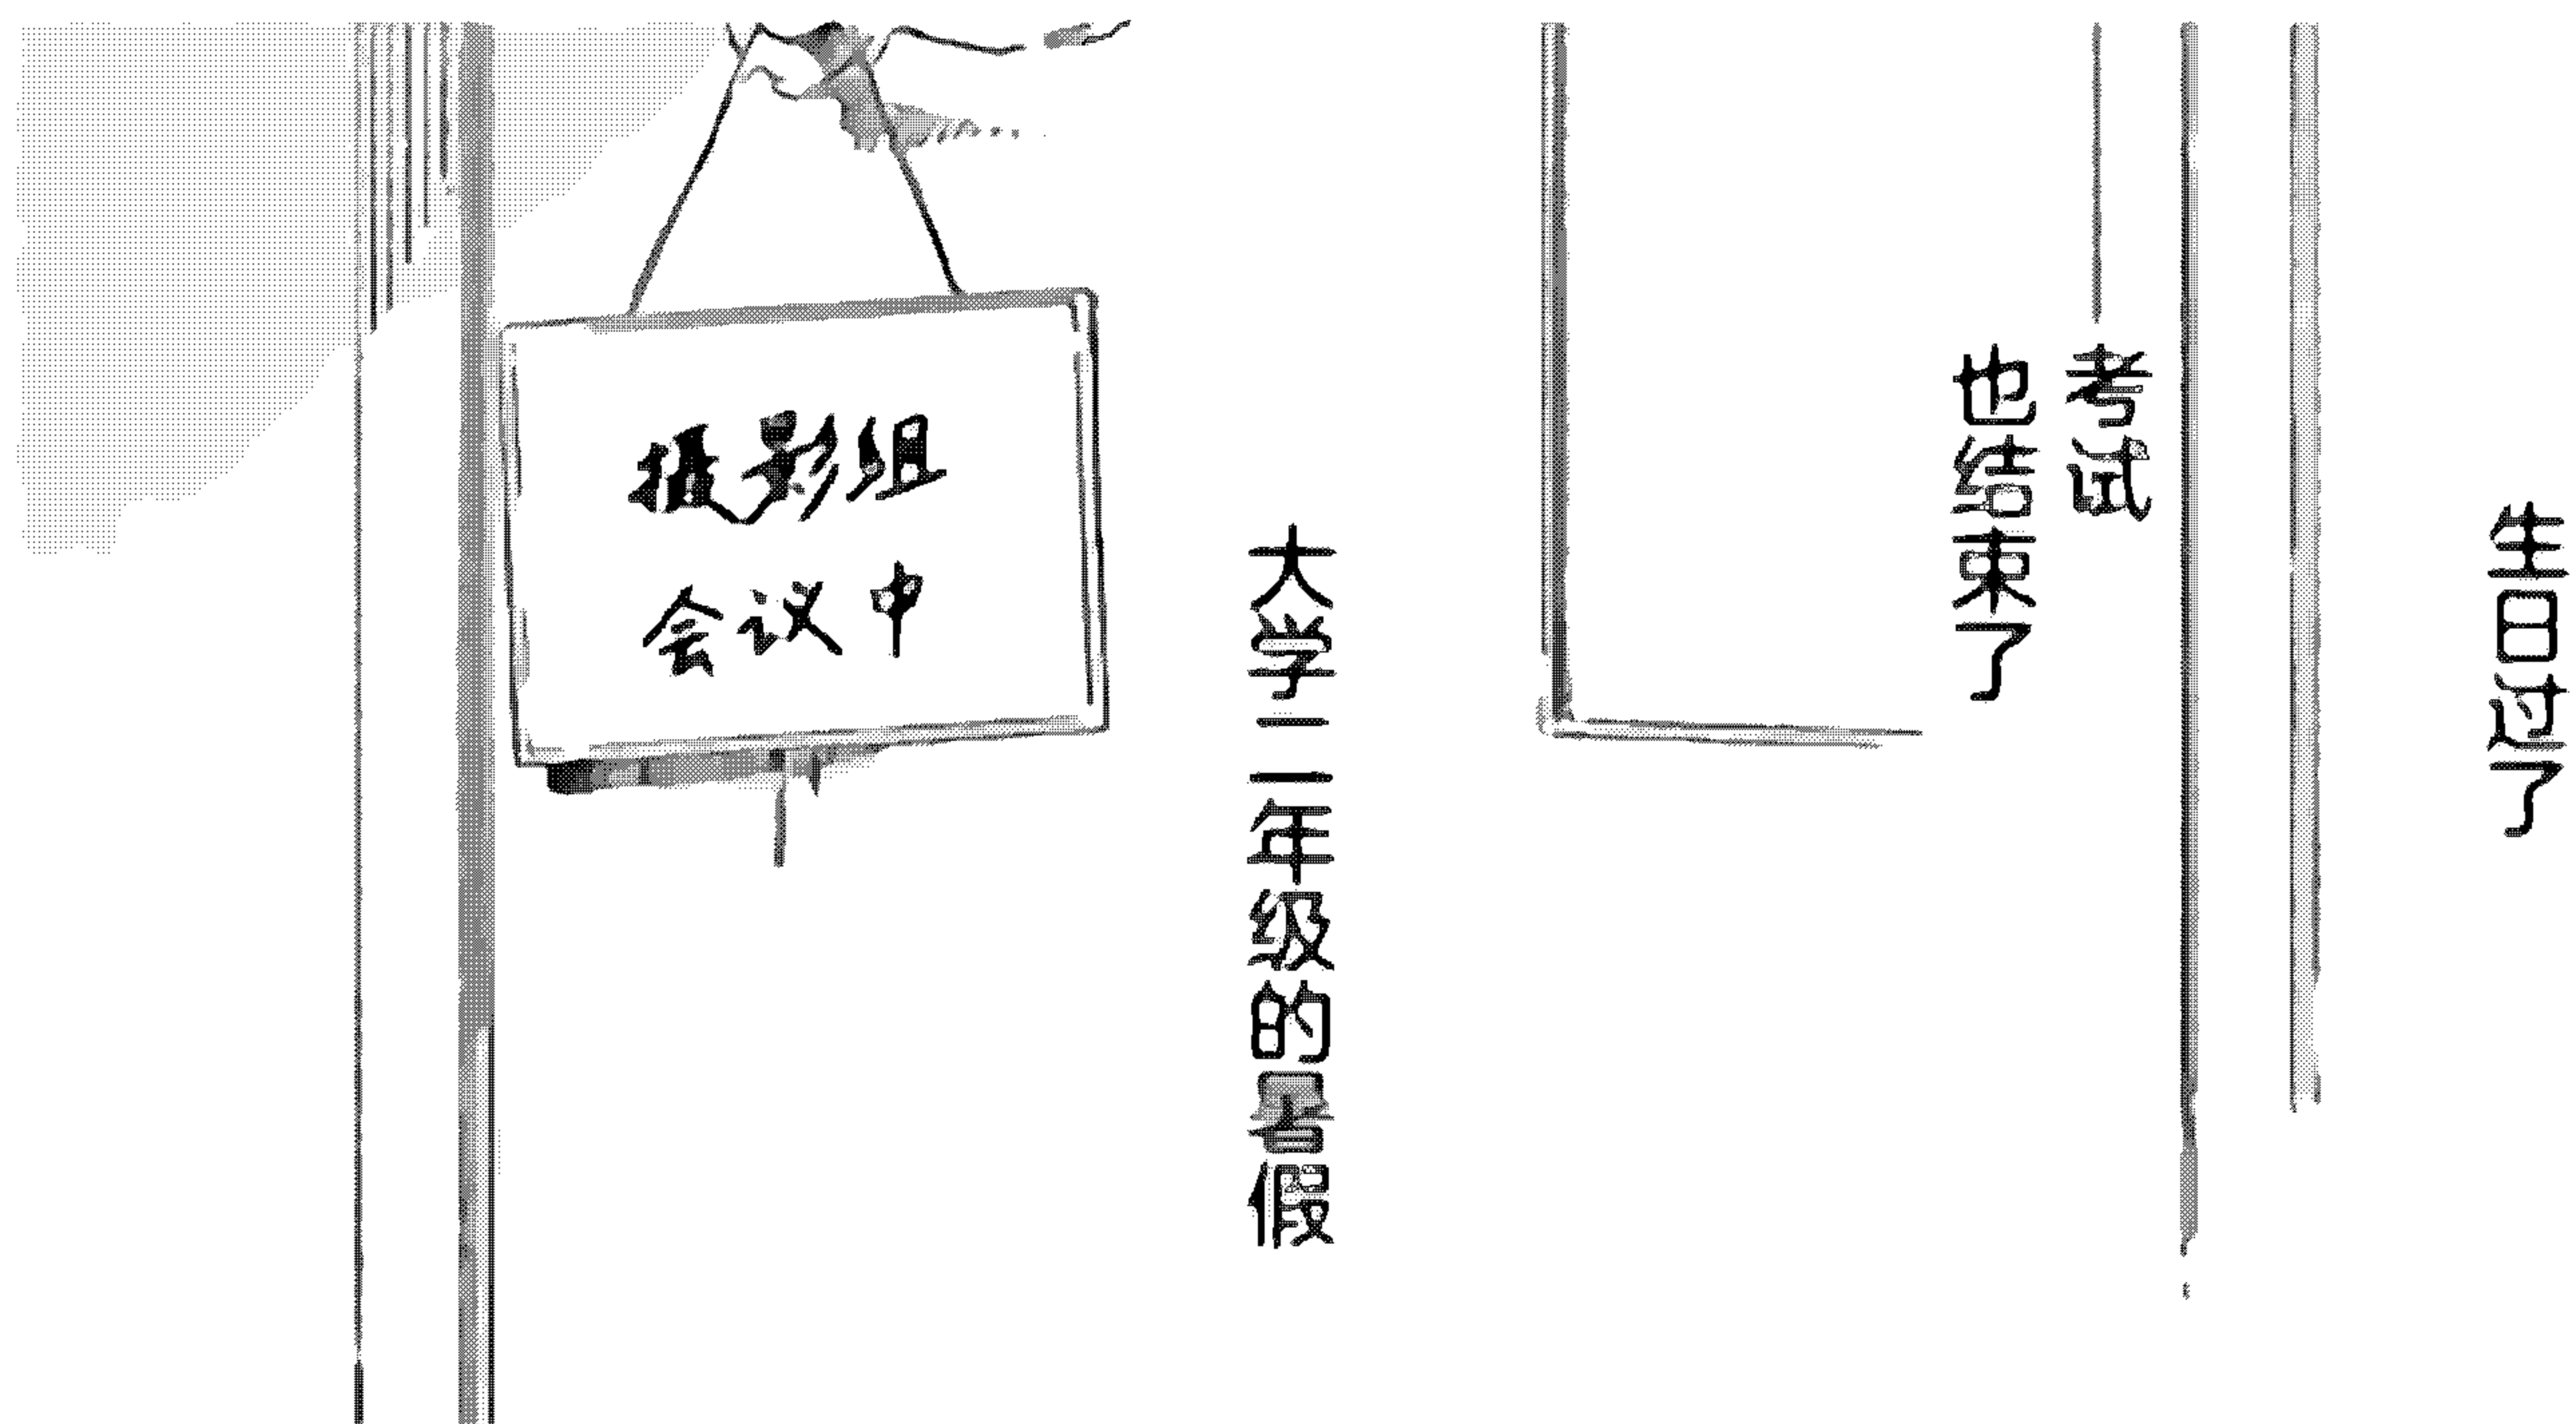 生日过了
考试
也结束了
大学二年级的暑假
摄影组
会议中